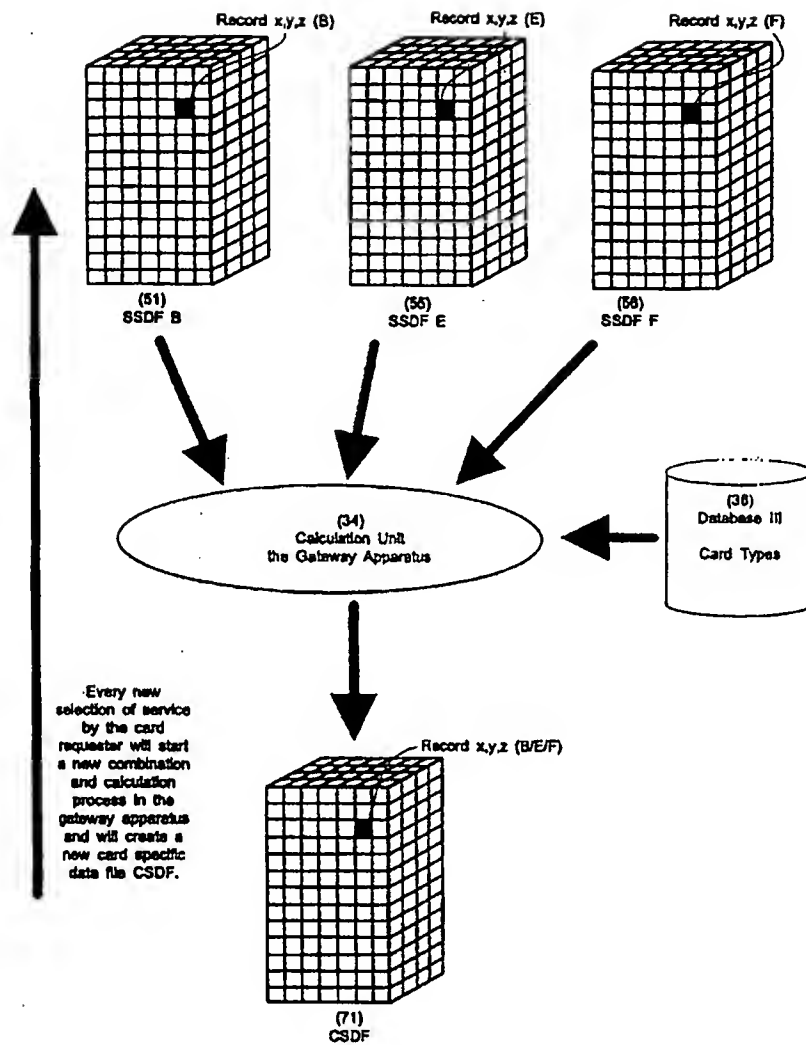 Record x,y,z (B)
Record x,y,z (E)
Record x,y,z (F)
(51)
SSDF B
(55)
SSDF E
(56)
SSDF F
(34)
Calculation Unit
the Gateway Apparatus
(36)
Database III
Card Types
Every new
selection of service
by the card
requester will start
a new combination
and calculation
process in the
gateway apparatus
and will create a
new card specific
data file CSDF.
Record x,y,z (B/E/F)
(71)
CSDF